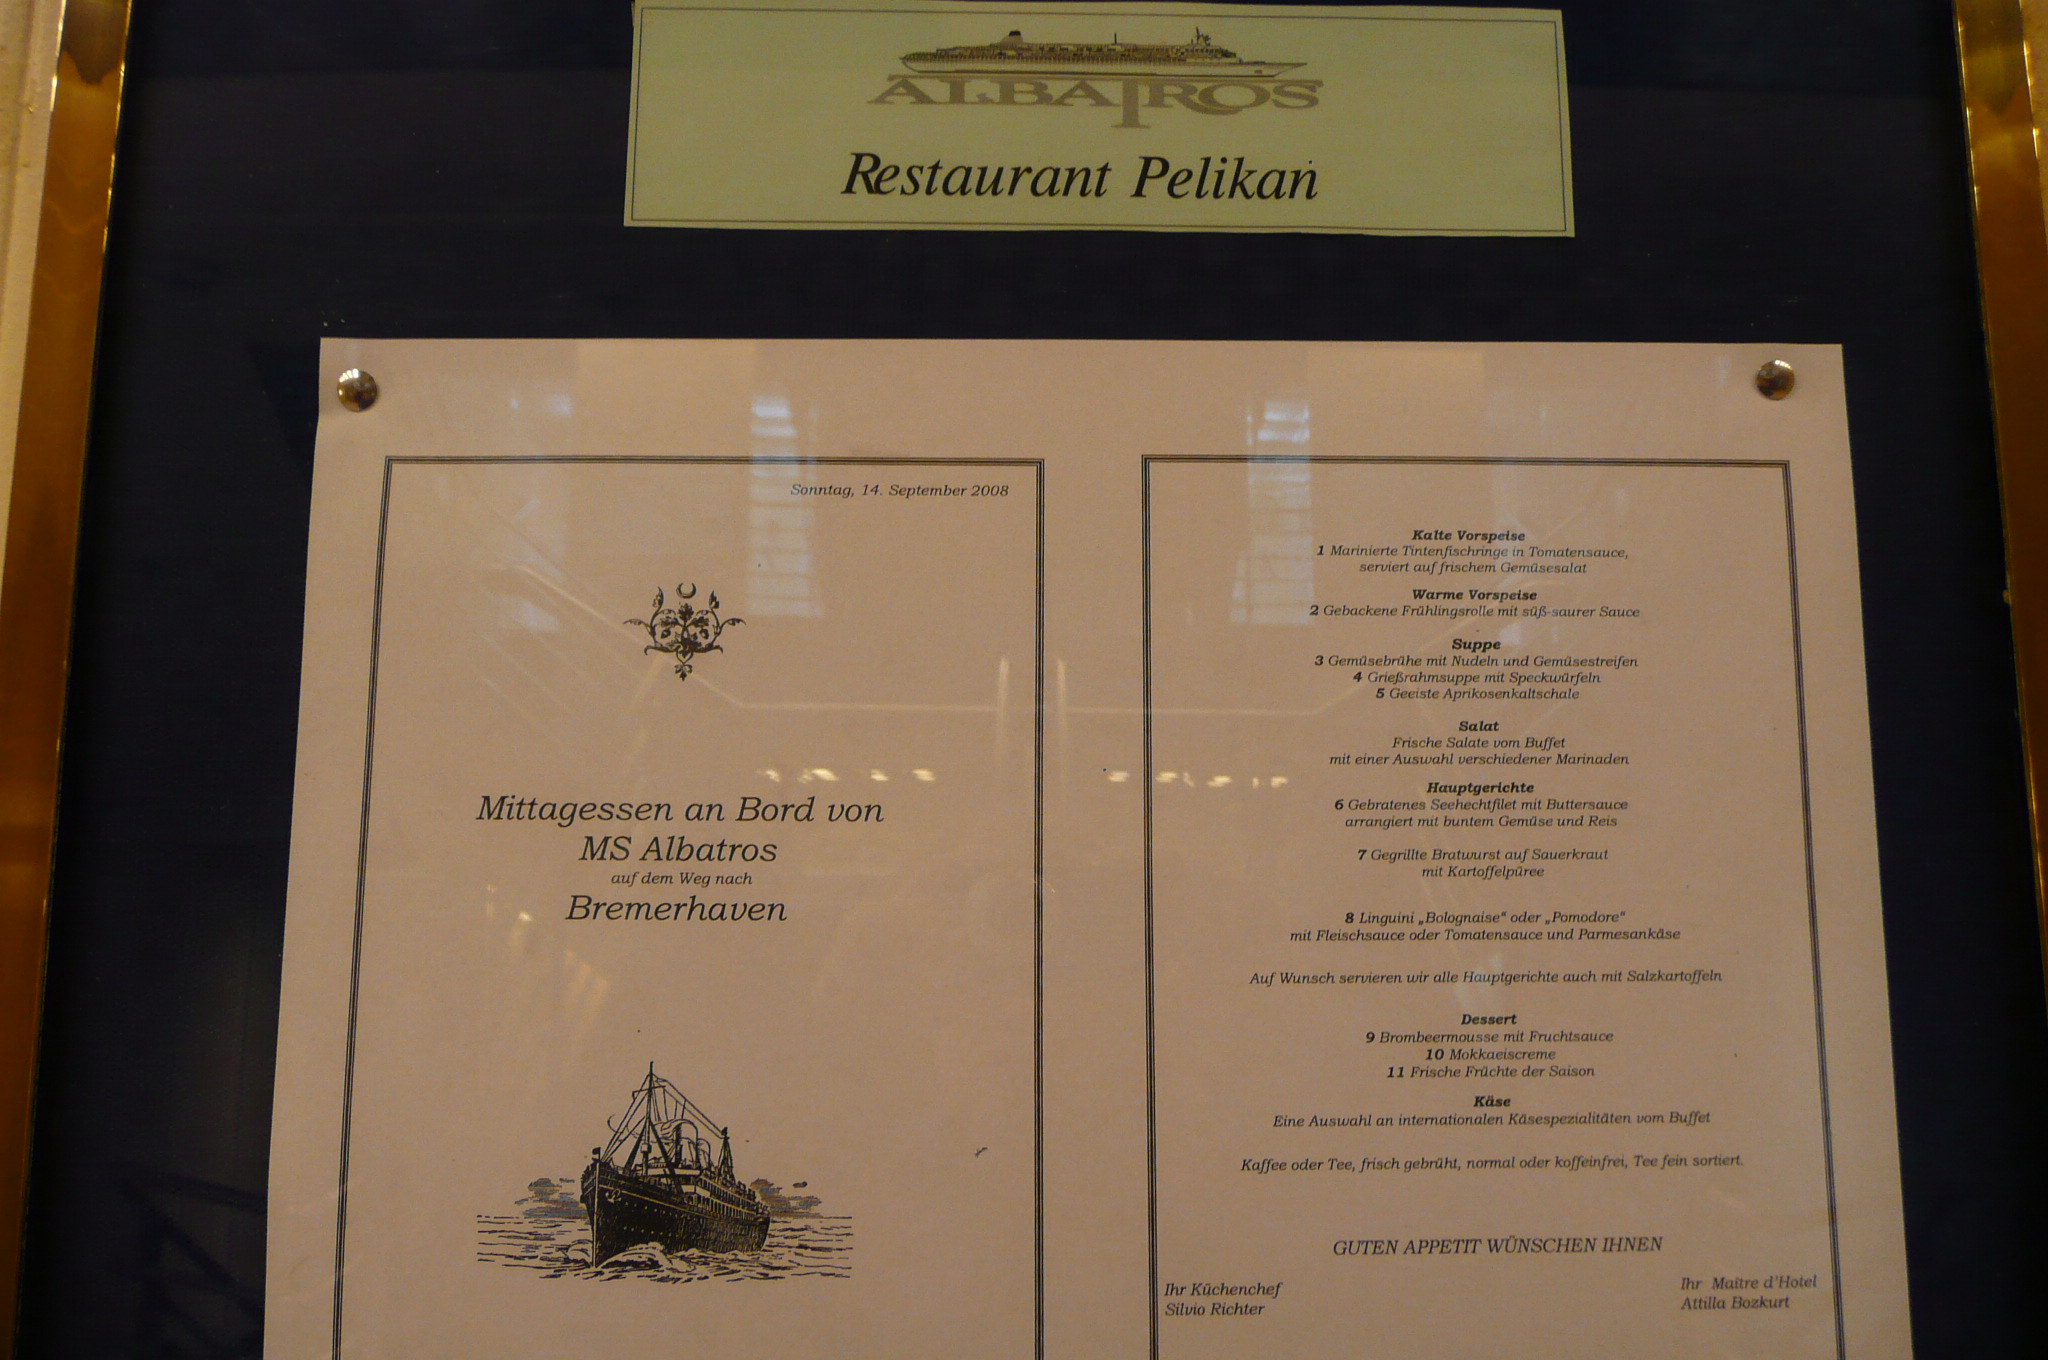 ALBATROS
Restaurant Pelikan
Sonntag, 14. September 2008
Mittagessen an Bord von
MS Albatros
auf dem Weg nach
Bremerhaven
Kalte Vorspeise
1 Marinierte Tintenfischringe in Tomatensauce,
serviert auf frischem Gemüsesalat
Warme Vorspeise
2 Gebackene Frühlingsrolle mit süß-saurer Sauce
Suppe
3 Gemüsebrühe mit Nudeln und Gemüsestreifen
4 Grießrahmsuppe mit Speckwürfeln
5 Geeiste Aprikosenkaltschale
Salat
Frische Salate vom Buffet
mit einer Auswahl verschiedener Marinaden
Hauptgerichte
6 Gebratenes Seehechtfilet mit Buttersauce
arrangiert mit buntem Gemüse und Reis
7 Gegrillte Bratwurst auf Sauerkraut
mit Kartoffelpüree
8 Linguini „Bolognaise“ oder „Pomodore“
mit Fleischsauce oder Tomatensauce und Parmesankäse
Auf Wunsch servieren wir alle Hauptgerichte auch mit Salzkartoffeln
Dessert
9 Brombeermousse mit Fruchtsauce
10 Mokkaeiscreme
11 Frische Früchte der Saison
Käse
Eine Auswahl an internationalen Käsespezialitäten vom Buffet
Kaffee oder Tee, frisch gebrüht, normal oder koffeinfrei, Tee fein sortiert.
GUTEN APPETIT WÜNSCHEN IHNEN
Ihr Küchenchef
Silvio Richter
Ihr Maître d'Hotel
Attilla Bozkurt